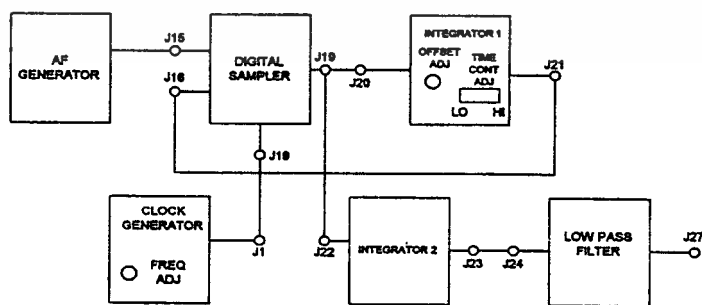 AF
GENERATOR
J15
J16
DIGITAL
SAMPLER
J18
J19
J20
INTEGRATOR 1
OFFSET
ADJ
TIME
CONT
ADJ
LO
HI
J21
CLOCK
GENERATOR
FREQ
ADJ
J1
J22
INTEGRATOR 2
J23
J24
LOW PASS
FILTER
J27